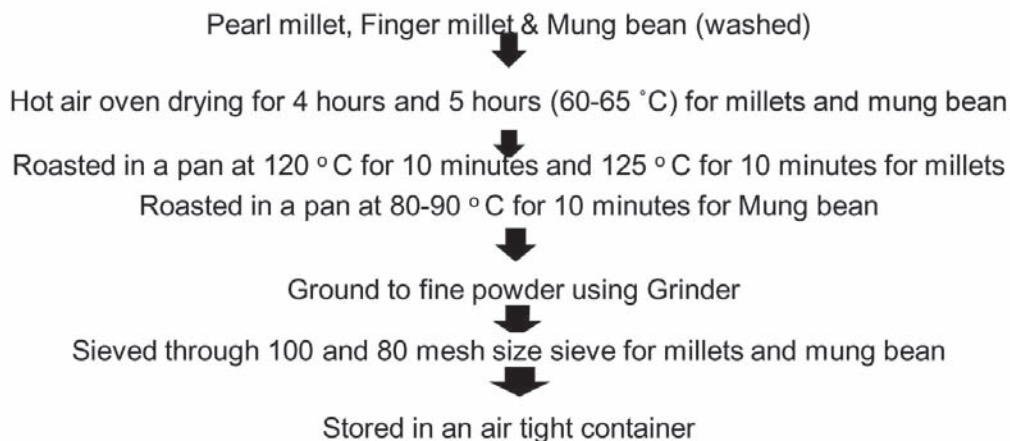 Pearl millet, Finger millet & Mung bean (washed)
Hot air oven drying for 4 hours and 5 hours (60-65 ˚C) for millets and mung bean
Roasted in a pan at 120 ᵒ C for 10 minutes and 125 ᵒ C for 10 minutes for millets
Roasted in a pan at 80-90 ᵒ C for 10 minutes for Mung bean
Ground to fine powder using Grinder
Sieved through 100 and 80 mesh size sieve for millets and mung bean
Stored in an air tight container